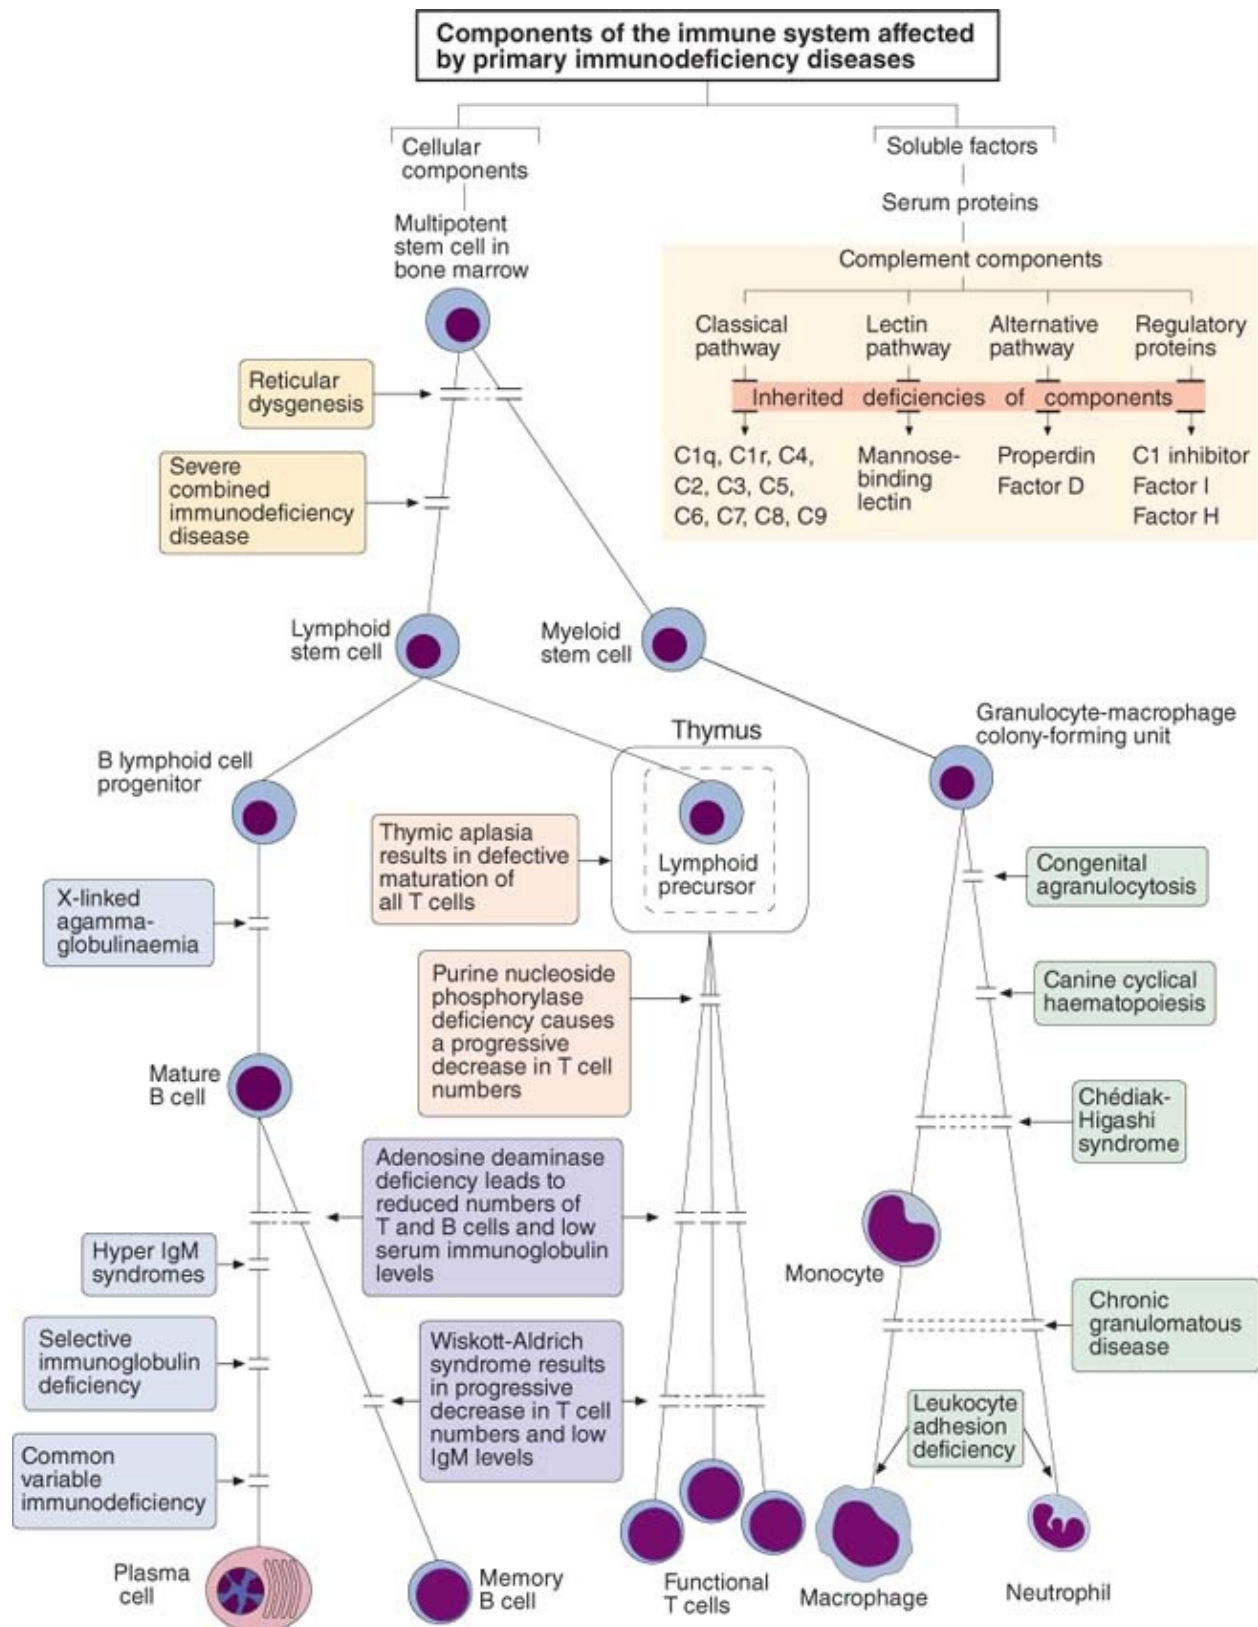 Components of the immune system affected
by primary immunodeficiency diseases
Cellular
components
Multipotent
stem cell in
bone marrow
Soluble factors
Serum proteins
Complement components
Classical
pathway
Lectin
pathway
Alternative
pathway
Regulatory
proteins
Inherited deficiencies of components
C1q, C1r, C4,
C2, C3, C5,
C6, C7, C8, C9
Mannose-
binding
lectin
Properdin
Factor D
C1 inhibitor
Factor I
Factor H
Reticular
dysgenesis
Severe
combined
immunodeficiency
disease
Lymphoid
stem cell
Myeloid
stem cell
Granulocyte-macrophage
colony-forming unit
B lymphoid cell
progenitor
Thymus
Lymphoid
precursor
Thymic aplasia
results in defective
maturation of
all T cells
Congenital
agranulocytosis
X-linked
agamma-
globulinaemia
Purine nucleoside
phosphorylase
deficiency causes
a progressive
decrease in T cell
numbers
Canine cyclical
haematopoiesis
Mature
B cell
Chédiak-
Higashi
syndrome
Adenosine deaminase
deficiency leads to
reduced numbers of
T and B cells and low
serum immunoglobulin
levels
Hyper IgM
syndromes
Monocyte
Chronic
granulomatous
disease
Selective
immunoglobulin
deficiency
Wiskott-Aldrich
syndrome results
in progressive
decrease in T cell
numbers and low
IgM levels
Leukocyte
adhesion
deficiency
Common
variable
immunodeficiency
Plasma
cell
Memory
B cell
Functional
T cells
Macrophage
Neutrophil